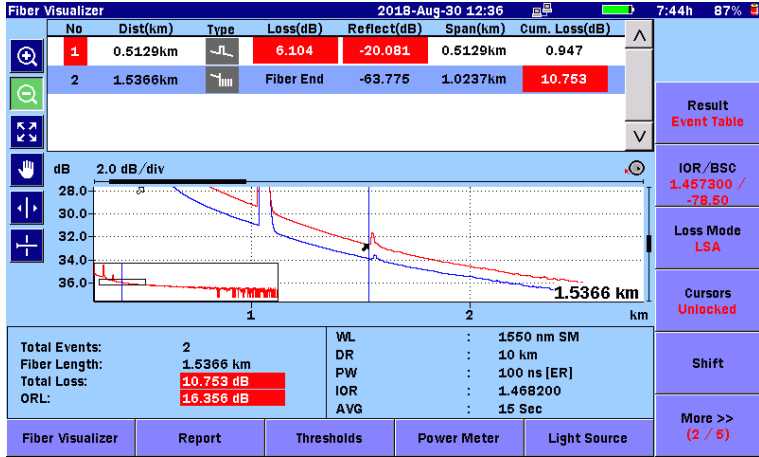 Fiber Visualizer 2018-Aug-30 12:36 7:44h 87%
No Dist(km) Type Loss(dB) Reflect(dB) Span(km) Cum. Loss(dB)
1 0.5129km 6.104 -20.081 0.5129km 0.947
2 1.5366km Fiber End -63.775 1.0237km 10.753
Result
Event Table
dB 2.0 dB/div
IOR/BSC
1.457300 /
-78.50
28.0
30.0
32.0
34.0
36.0
1.5366 km
1 2 km
Loss Mode
LSA
Cursors
Unlocked
Total Events: 2
Fiber Length: 1.5366 km
Total Loss: 10.753 dB
ORL: 16.356 dB
WL : 1550 nm SM
DR : 10 km
PW : 100 ns [ER]
IOR : 1.468200
AVG : 15 Sec
Shift
More >>
(2 / 5)
Fiber Visualizer Report Thresholds Power Meter Light Source